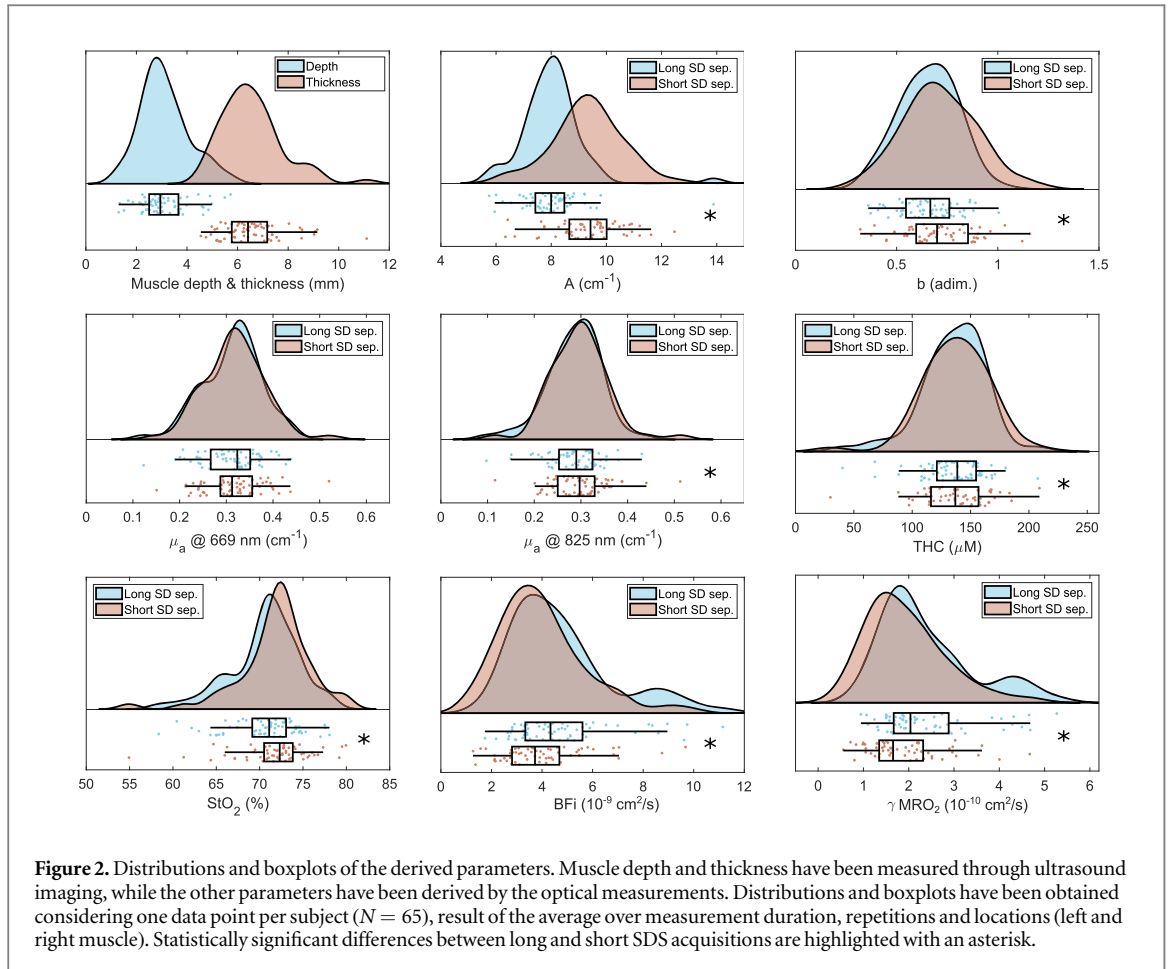 Depth
Thickness
0 2 4 6 8 10 12
Muscle depth & thickness (mm)
Long SD sep.
Short SD sep.
*
4 6 8 10 12 14
A (cm⁻¹)
Long SD sep.
Short SD sep.
*
0 0.5 1 1.5
b (adim.)
Long SD sep.
Short SD sep.
0 0.1 0.2 0.3 0.4 0.5 0.6
μₐ @ 669 nm (cm⁻¹)
Long SD sep.
Short SD sep.
*
0 0.1 0.2 0.3 0.4 0.5 0.6
μₐ @ 825 nm (cm⁻¹)
Long SD sep.
Short SD sep.
*
0 50 100 150 200 250
THC (μM)
Long SD sep.
Short SD sep.
*
50 55 60 65 70 75 80 85
StO₂ (%)
Long SD sep.
Short SD sep.
*
0 2 4 6 8 10 12
BFi (10⁻⁹ cm²/s)
Long SD sep.
Short SD sep.
*
0 1 2 3 4 5 6
γ MRO₂ (10⁻¹⁰ cm²/s)
Figure 2. Distributions and boxplots of the derived parameters. Muscle depth and thickness have been measured through ultrasound
imaging, while the other parameters have been derived by the optical measurements. Distributions and boxplots have been obtained
considering one data point per subject (N = 65), result of the average over measurement duration, repetitions and locations (left and
right muscle). Statistically significant differences between long and short SDS acquisitions are highlighted with an asterisk.